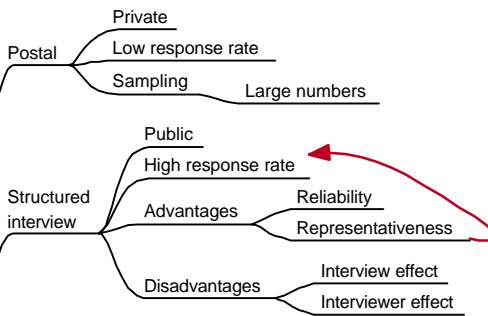 Postal
Private
Low response rate
Sampling
Large numbers
Structured
interview
Public
High response rate
Advantages
Reliability
Representativeness
Disadvantages
Interview effect
Interviewer effect